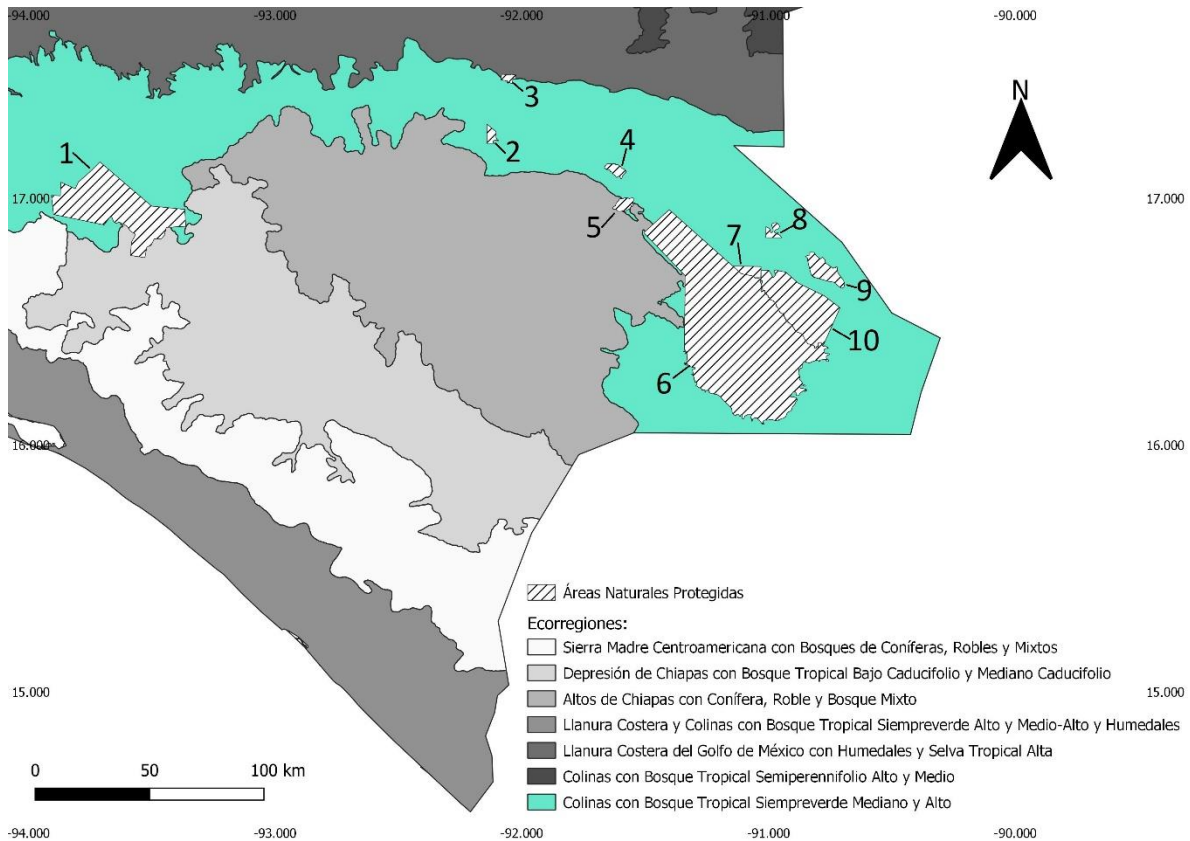 -94.000 -93.000 -92.000 -91.000 -90.000
N
3
1
2
4
17.000 17.000
5
8
7
9
10
6
16.000 16.000
Áreas Naturales Protegidas
Ecorregiones:
Sierra Madre Centroamericana con Bosques de Coníferas, Robles y Mixtos
Depresión de Chiapas con Bosque Tropical Bajo Caducifolio y Mediano Caducifolio
15.000 15.000
Altos de Chiapas con Conífera, Roble y Bosque Mixto
Llanura Costera y Colinas con Bosque Tropical Siempreverde Alto y Medio-Alto y Humedales
Llanura Costera del Golfo de México con Humedales y Selva Tropical Alta
0 50 100 km
Colinas con Bosque Tropical Semiperennifolio Alto y Medio
Colinas con Bosque Tropical Siempreverde Mediano y Alto
-94.000 -93.000 -92.000 -91.000 -90.000